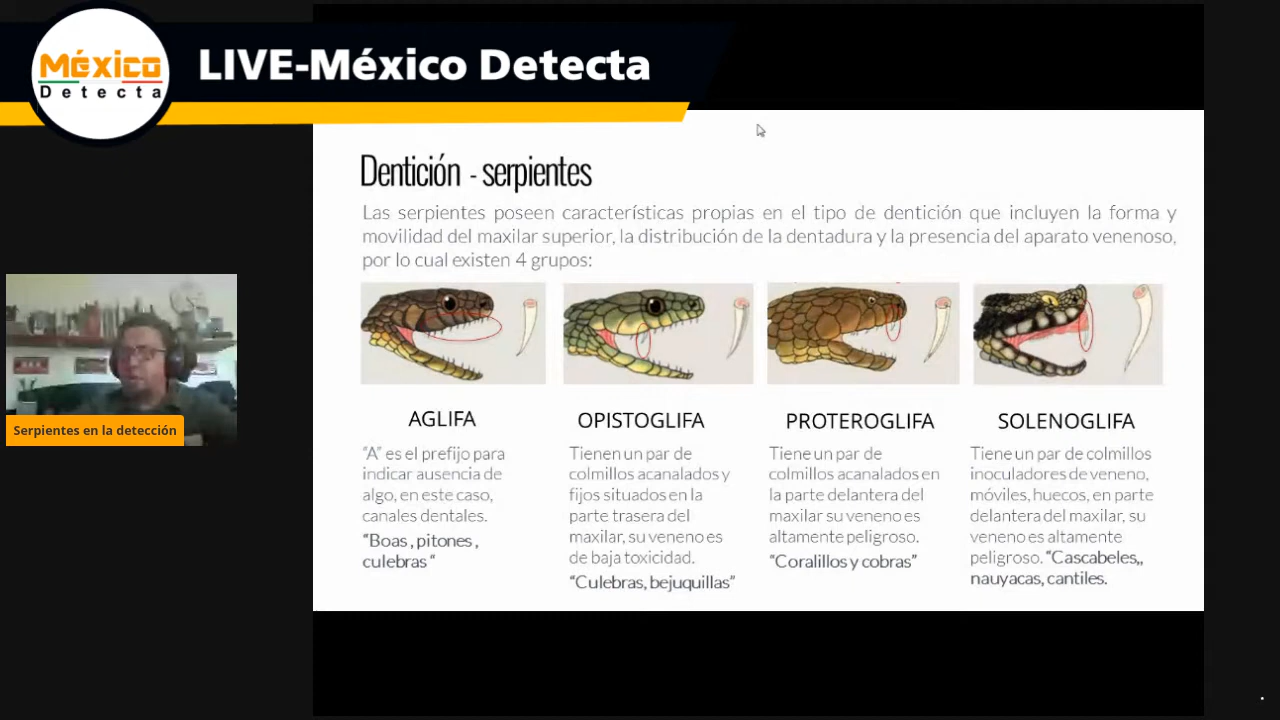 México
Detecta
LIVE-México Detecta
Dentición - serpientes
Las serpientes poseen características propias en el tipo de dentición que incluyen la forma y
movilidad del maxilar superior, la distribución de la dentadura y la presencia del aparato venenoso,
por lo cual existen 4 grupos:
AGLIFA
"A" es el prefijo para
indicar ausencia de
algo, en este caso,
canales dentales.
"Boas , pitones ,
culebras "
OPISTOGLIFA
Tienen un par de
colmillos acanalados y
fijos situados en la
parte trasera del
maxilar, su veneno es
de baja toxicidad.
"Culebras, bejuquillas"
PROTEROGLIFA
Tiene un par de
colmillos acanalados en
la parte delantera del
maxilar su veneno es
altamente peligroso.
"Coralillos y cobras"
SOLENOGLIFA
Tiene un par de colmillos
inoculadores de veneno,
móviles, huecos, en parte
delantera del maxilar, su
veneno es altamente
peligroso. "Cascabeles,,
nauyacas, cantiles.
Serpientes en la detección